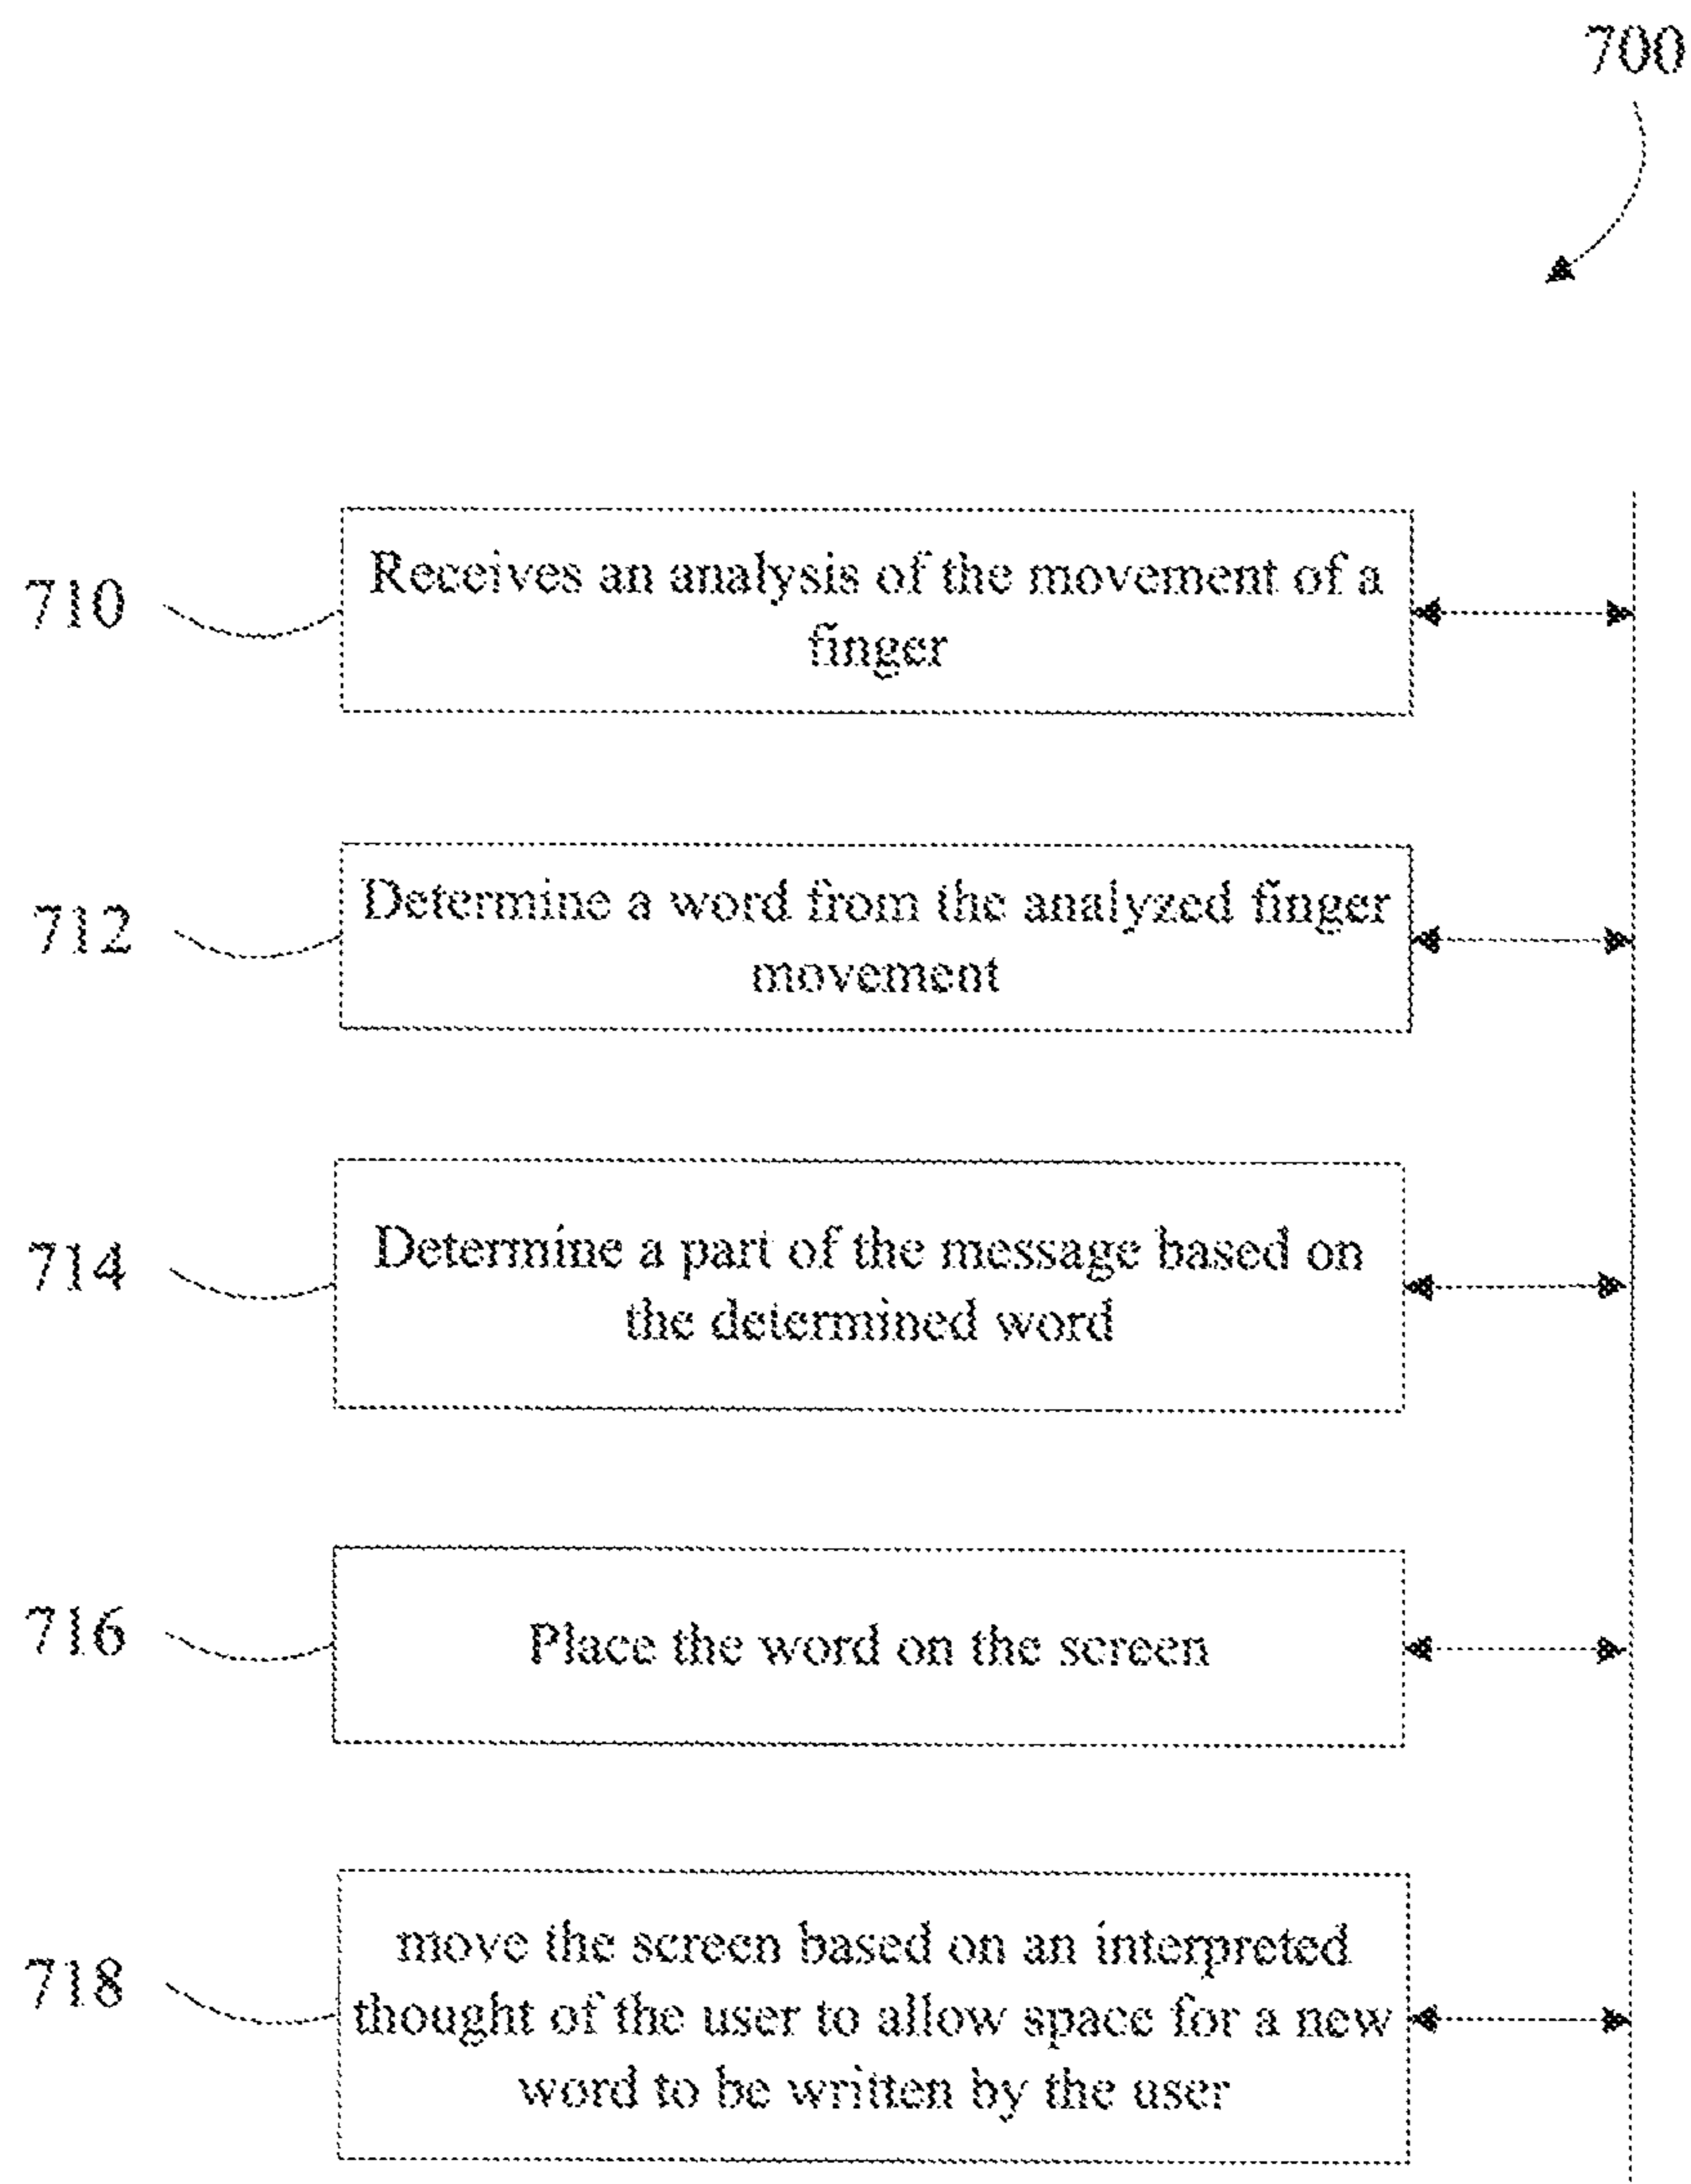 700
710
Receives an analysis of the movement of a
finger
712
Determine a word from the analyzed finger
movement
714
Determine a part of the message based on
the determined word
716
Place the word on the screen
718
move the screen based on an interpreted
thought of the user to allow space for a new
word to be written by the user